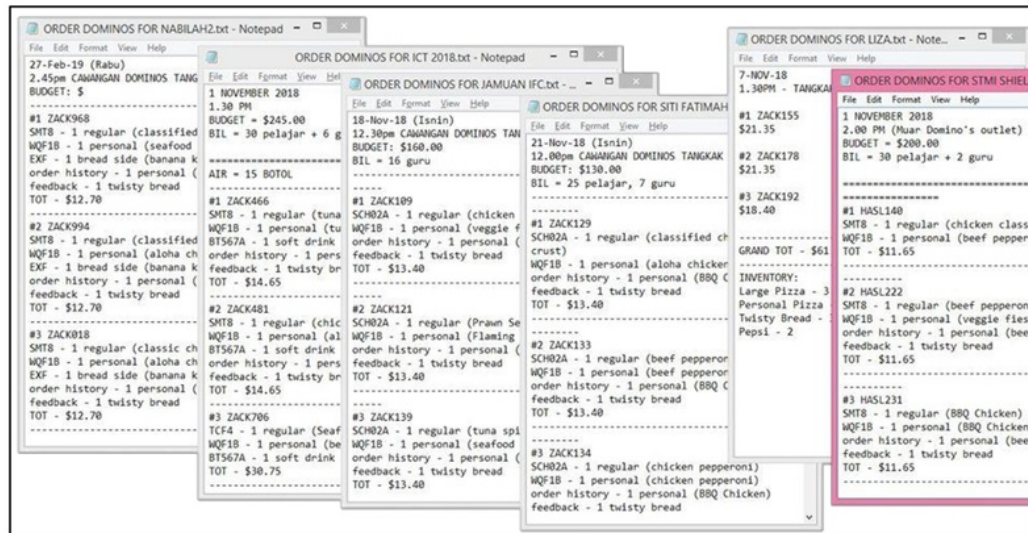 ORDER DOMINOS FOR NABILAH2.txt - Notepad
File Edit Format View Help
27-Feb-19 (Rabu)
2.45pm CAWANGAN DOMINOS TANG
BUDGET: $
#1 ZACK968
SMT8 - 1 regular (classified
WQF1B - 1 personal (seafood
EXF - 1 bread side (banana k
order history - 1 personal (
feedback - 1 twisty bread
TOT - $12.70
#2 ZACK994
SMT8 - 1 regular (classified
WQF1B - 1 personal (aloha ch
EXF - 1 bread side (banana k
order history - 1 personal (
feedback - 1 twisty bread
TOT - $12.70
#3 ZACK018
SMT8 - 1 regular (classic ch
WQF1B - 1 personal (aloha ch
EXF - 1 bread side (banana k
order history - 1 personal (
feedback - 1 twisty bread
TOT - $12.70
ORDER DOMINOS FOR ICT 2018.txt - Notepad
File Edit Format View Hel
1 NOVEMBER 2018
1.30 PM
BUDGET = $245.00
BIL = 30 pelajar + 6 g
====================
AIR = 15 BOTOL
#1 ZACK466
SMT8 - 1 regular (tuna
WQF1B - 1 personal (tu
BT567A - 1 soft drink
order history - 1 pers
feedback - 1 twisty br
TOT - $14.65
#2 ZACK481
SMT8 - 1 regular (chic
WQF1B - 1 personal (al
BT567A - 1 soft drink
order history - 1 pers
feedback - 1 twisty br
TOT - $14.65
#3 ZACK706
TCF4 - 1 regular (Seaf
WQF1B - 1 personal (be
BT567A - 1 soft drink
TOT - $30.75
ORDER DOMINOS FOR JAMUAN IFC.txt - ...
File Edit Format View Help
18-Nov-18 (Isnin)
12.30pm CAWANGAN DOMINOS TAN
BUDGET: $160.00
BIL = 16 guru
#1 ZACK109
SCH02A - 1 regular (chicken
WQF1B - 1 personal (veggie f
order history - 1 personal (
feedback - 1 twisty bread
TOT - $13.40
#2 ZACK121
SCH02A - 1 regular (Prawn Se
WQF1B - 1 personal (Flaming
order history - 1 personal (
feedback - 1 twisty bread
TOT - $13.40
#3 ZACK139
SCH02A - 1 regular (tuna spi
WQF1B - 1 personal (seafood
order history - 1 personal (
feedback - 1 twisty bread
TOT - $13.40
ORDER DOMINOS FOR SITI FATIMAH
File Edit Format View Help
21-Nov-18 (Isnin)
12.00pm CAWANGAN DOMINOS TANGKAK
BUDGET: $130.00
BIL = 25 pelajar, 7 guru
#1 ZACK129
SCH02A - 1 regular (classified ch
crust)
WQF1B - 1 personal (aloha chicken
order history - 1 personal (BBQ C
feedback - 1 twisty bread
TOT - $13.40
#2 ZACK133
SCH02A - 1 regular (beef pepperon
WQF1B - 1 personal (beef pepperon
order history - 1 personal (BBQ C
feedback - 1 twisty bread
TOT - $13.40
#3 ZACK134
SCH02A - 1 regular (chicken pepperoni)
WQF1B - 1 personal (chicken pepperoni)
order history - 1 personal (BBQ Chicken)
feedback - 1 twisty bread
ORDER DOMINOS FOR LIZA.txt - Note...
File Edit Format View Help
7-NOV-18
1.30PM - TANGKA
#1 ZACK155
$21.35
#2 ZACK178
$21.35
#3 ZACK192
$18.40
GRAND TOT - $61
INVENTORY:
Large Pizza - 3
Personal Pizza
Twisty Bread -
Pepsi - 2
ORDER DOMINOS FOR STMI SHIEL
File Edit Format View Help
1 NOVEMBER 2018
2.00 PM (Muar Domino's outlet)
BUDGET = $200.00
BIL = 30 pelajar + 2 guru
====================
#1 HASL140
SMT8 - 1 regular (chicken class
WQF1B - 1 personal (beef pepper
TOT - $11.65
#2 HASL222
SMT8 - 1 regular (beef pepperon
WQF1B - 1 personal (veggie fies
order history - 1 personal (bee
feedback - 1 twisty bread
TOT - $11.65
#3 HASL231
SMT8 - 1 regular (BBQ Chicken)
WQF1B - 1 personal (BBQ Chicken
order history - 1 personal (bee
feedback - 1 twisty bread
TOT - $11.65